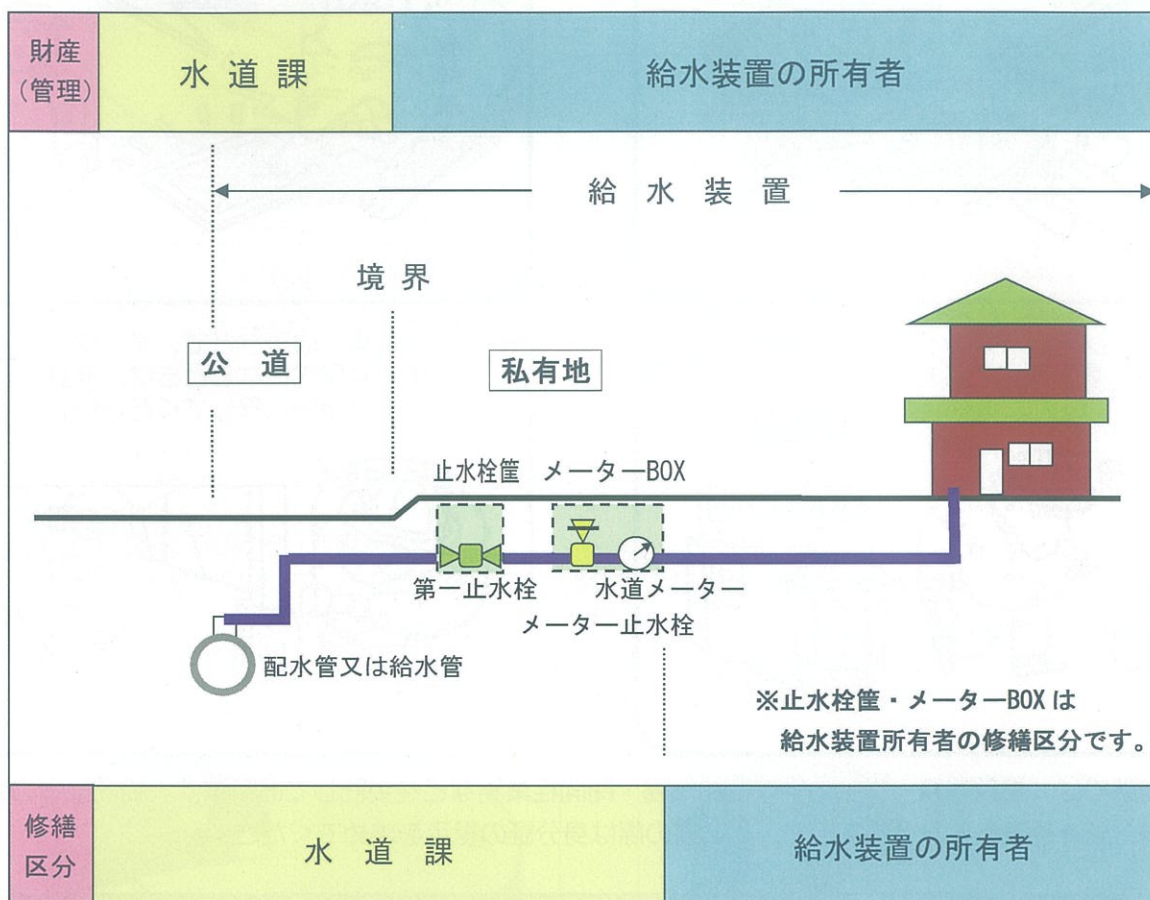 財産
(管理)
水道課
給水装置の所有者
給水装置
境界
公道
私有地
止水栓筐 メーターBOX
第一止水栓
水道メーター
メーター止水栓
配水管又は給水管
※止水栓筐・メーターBOXは
給水装置所有者の修繕区分です。
修繕
区分
水道課
給水装置の所有者